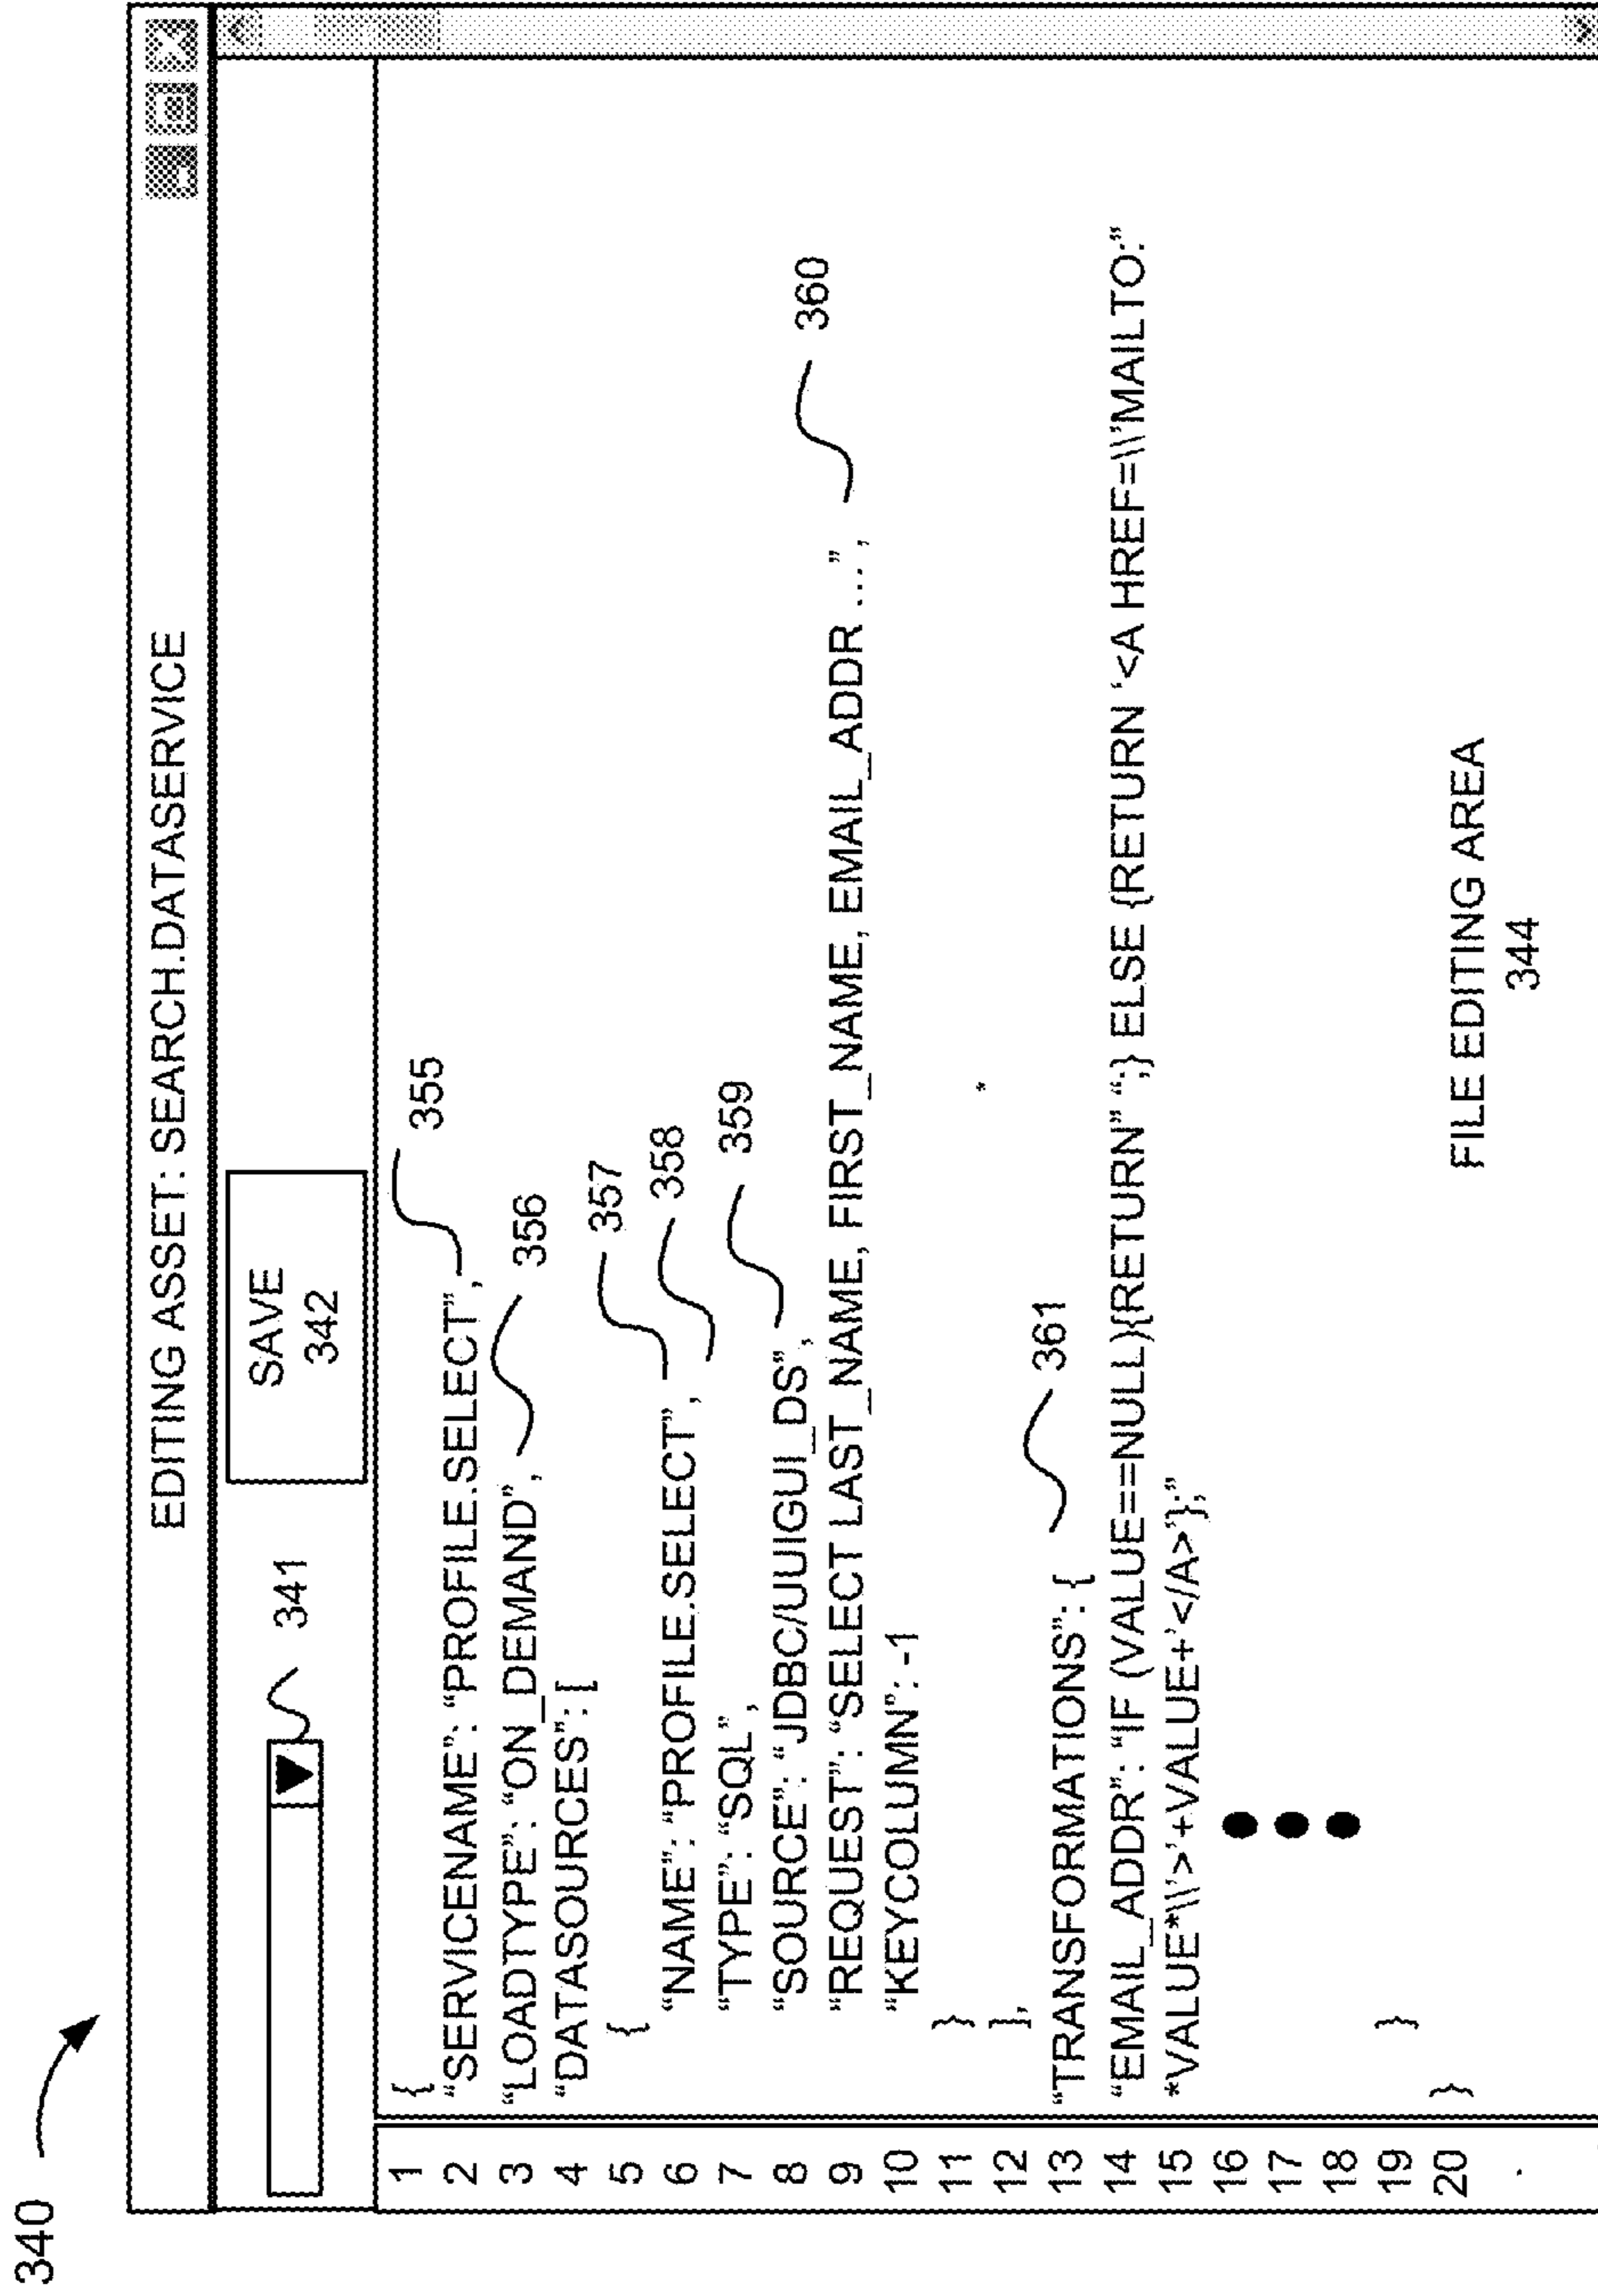 340
EDITING ASSET: SEARCH.DATASERVICE
341
SAVE
342
1 {
2 “SERVICENAME”: “PROFILE.SELECT”, 355
3 “LOADTYPE”: “ON_DEMAND”, 356
4 “DATASOURCES”: [
5 {
6 “NAME”: “PROFILE.SELECT”, 357
7 “TYPE”: “SQL”, 358
8 “SOURCE”: “JDBC/UUIGUI_DS”, 359
9 “REQUEST”: “SELECT LAST_NAME, FIRST_NAME, EMAIL_ADDR ...”, 360
10 “KEYCOLUMN”: -1
11 }
12 ],
13 “TRANSFORMATIONS”: { 361
14 “EMAIL_ADDR”: “IF (VALUE==NULL){RETURN” “;} ELSE {RETURN ‘<A HREF=\\’MAILTO:”
15 *VALUE*\\’>’+VALUE+’</A>’};”
16
17
18
19 }
20 }
FILE EDITING AREA
344